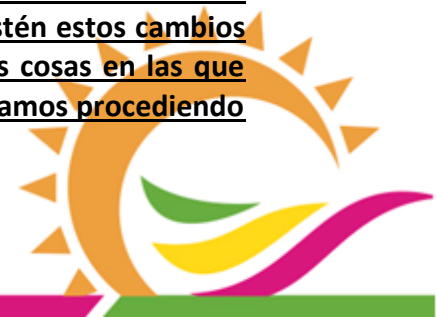 stén estos cambios
s cosas en las que
amos procediendo